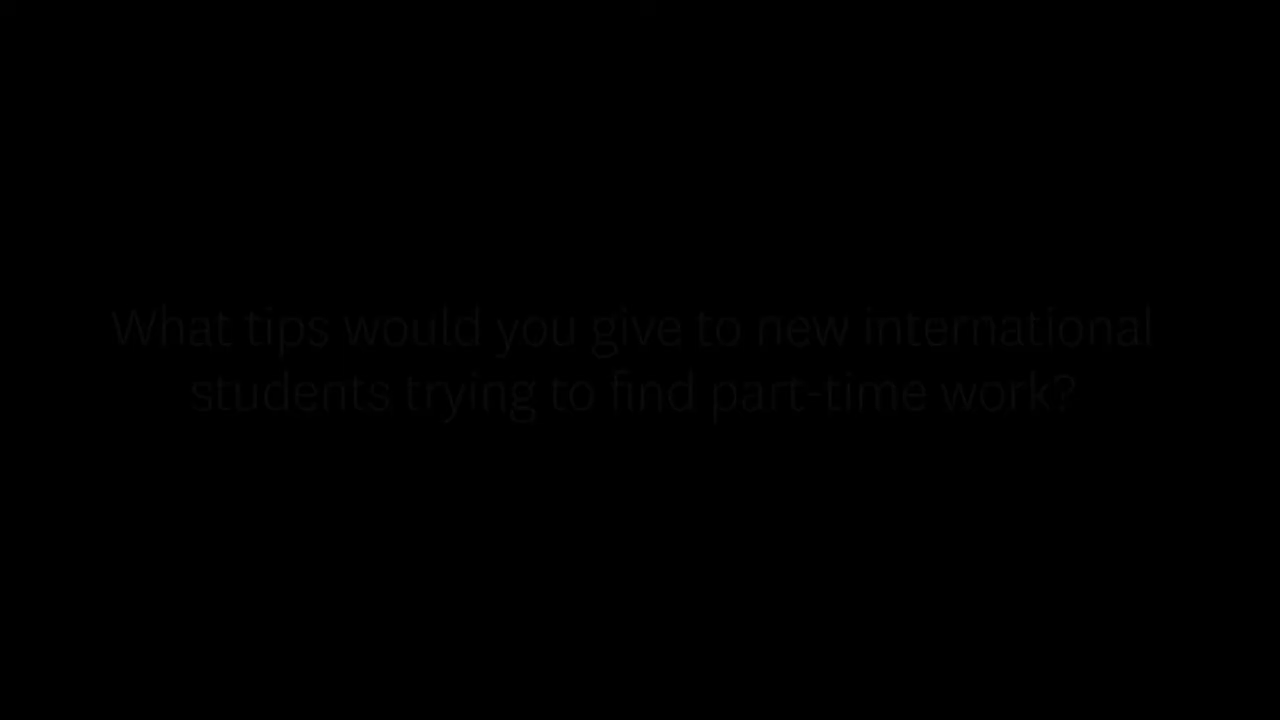 What tips would you give to new international
students trying to find part-time work?